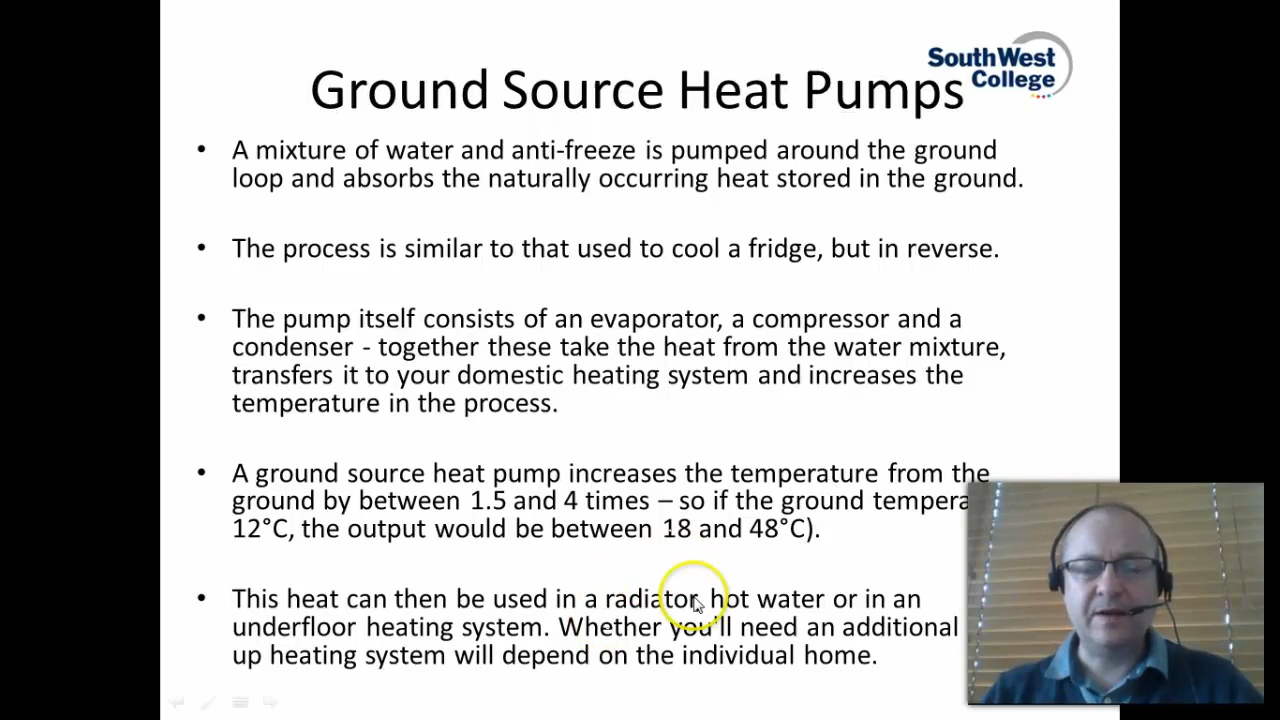 SouthWest
College
Ground Source Heat Pumps
• A mixture of water and anti-freeze is pumped around the ground
loop and absorbs the naturally occurring heat stored in the ground.
• The process is similar to that used to cool a fridge, but in reverse.
• The pump itself consists of an evaporator, a compressor and a
condenser - together these take the heat from the water mixture,
transfers it to your domestic heating system and increases the
temperature in the process.
• A ground source heat pump increases the temperature from the
ground by between 1.5 and 4 times – so if the ground tempera
12°C, the output would be between 18 and 48°C).
• This heat can then be used in a radiator, hot water or in an
underfloor heating system. Whether you'll need an additional
up heating system will depend on the individual home.